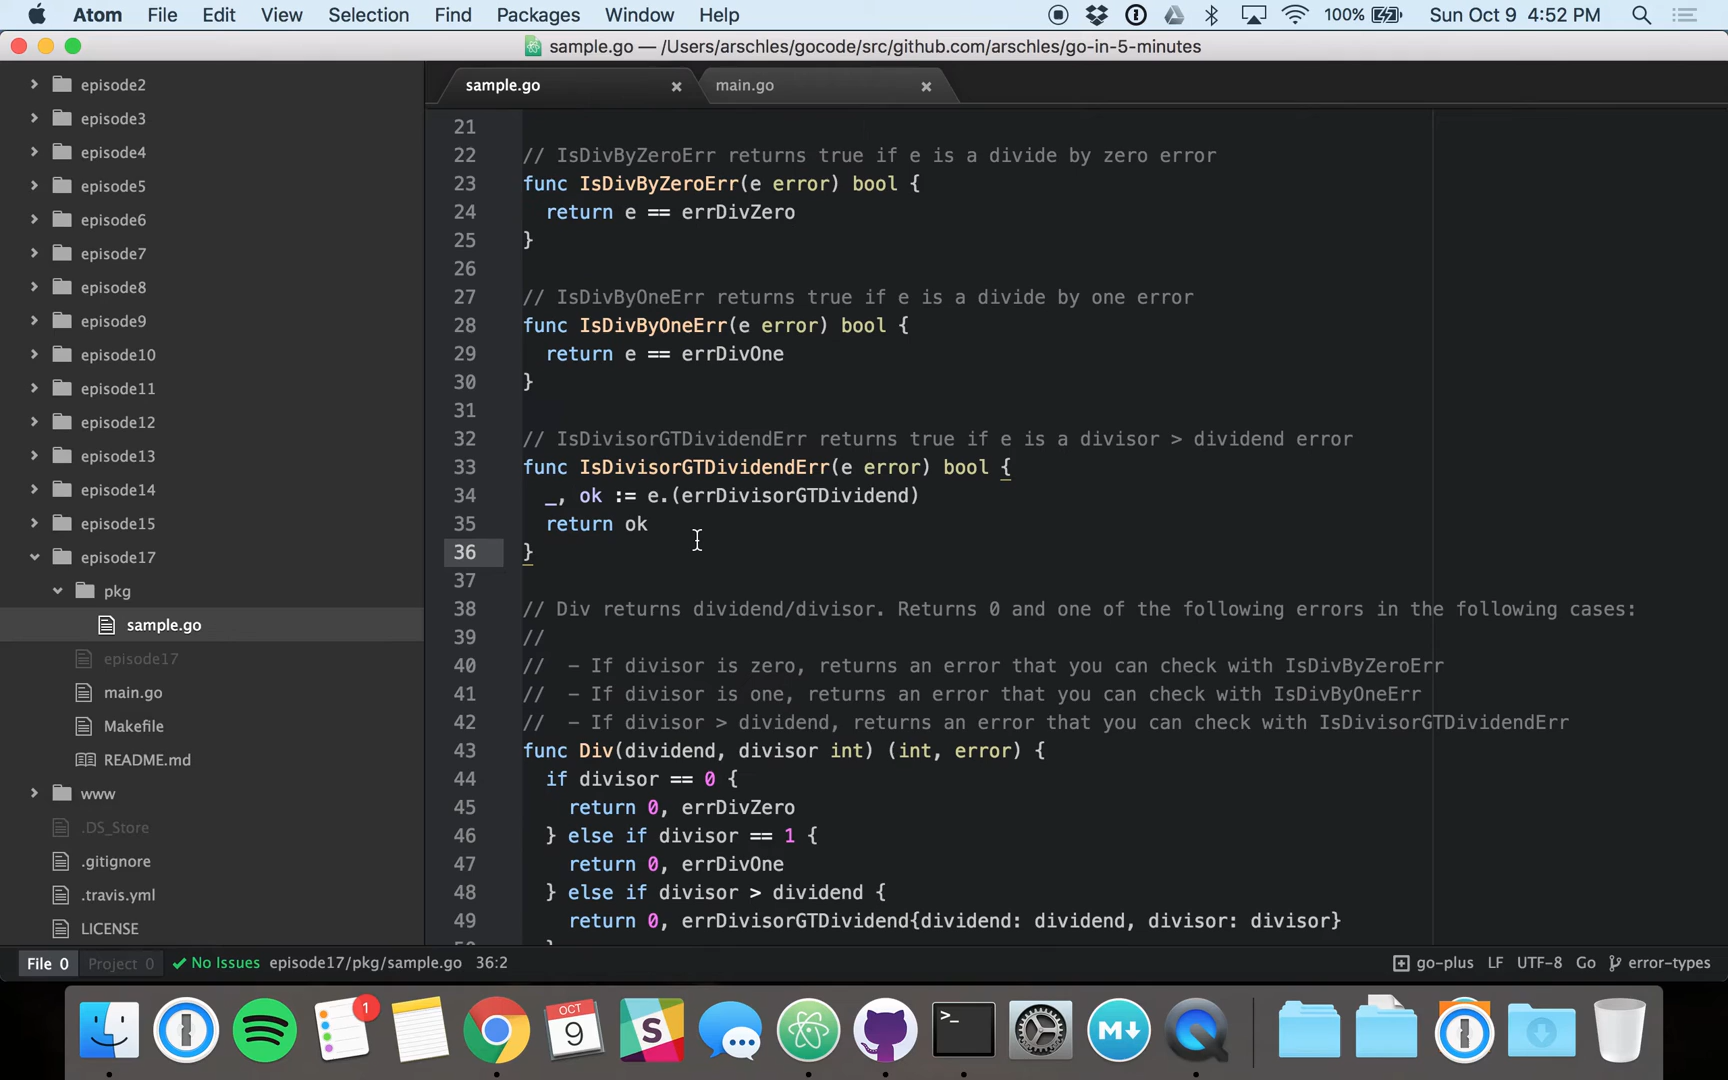 Atom File Edit View Selection Find Packages Window Help 100% Sun Oct 9 4:52 PM
sample.go — /Users/arschles/gocode/src/github.com/arschles/go-in-5-minutes
episode2
episode3
episode4
episode5
episode6
episode7
episode8
episode9
episode10
episode11
episode12
episode13
episode14
episode15
episode17
pkg
sample.go
episode17
main.go
Makefile
README.md
www
.DS_Store
.gitignore
.travis.yml
LICENSE
sample.go × main.go ×
21
22 // IsDivByZeroErr returns true if e is a divide by zero error
23 func IsDivByZeroErr(e error) bool {
24 return e == errDivZero
25 }
26
27 // IsDivByOneErr returns true if e is a divide by one error
28 func IsDivByOneErr(e error) bool {
29 return e == errDivOne
30 }
31
32 // IsDivisorGTDividendErr returns true if e is a divisor > dividend error
33 func IsDivisorGTDividendErr(e error) bool {
34 _, ok := e.(errDivisorGTDividend)
35 return ok
36 }
37
38 // Div returns dividend/divisor. Returns 0 and one of the following errors in the following cases:
39 //
40 // - If divisor is zero, returns an error that you can check with IsDivByZeroErr
41 // - If divisor is one, returns an error that you can check with IsDivByOneErr
42 // - If divisor > dividend, returns an error that you can check with IsDivisorGTDividendErr
43 func Div(dividend, divisor int) (int, error) {
44 if divisor == 0 {
45 return 0, errDivZero
46 } else if divisor == 1 {
47 return 0, errDivOne
48 } else if divisor > dividend {
49 return 0, errDivisorGTDividend{dividend: dividend, divisor: divisor}
File 0 Project 0 ✓ No Issues episode17/pkg/sample.go 36:2 go-plus LF UTF-8 Go error-types
1
OCT
9
S
>_
M↓